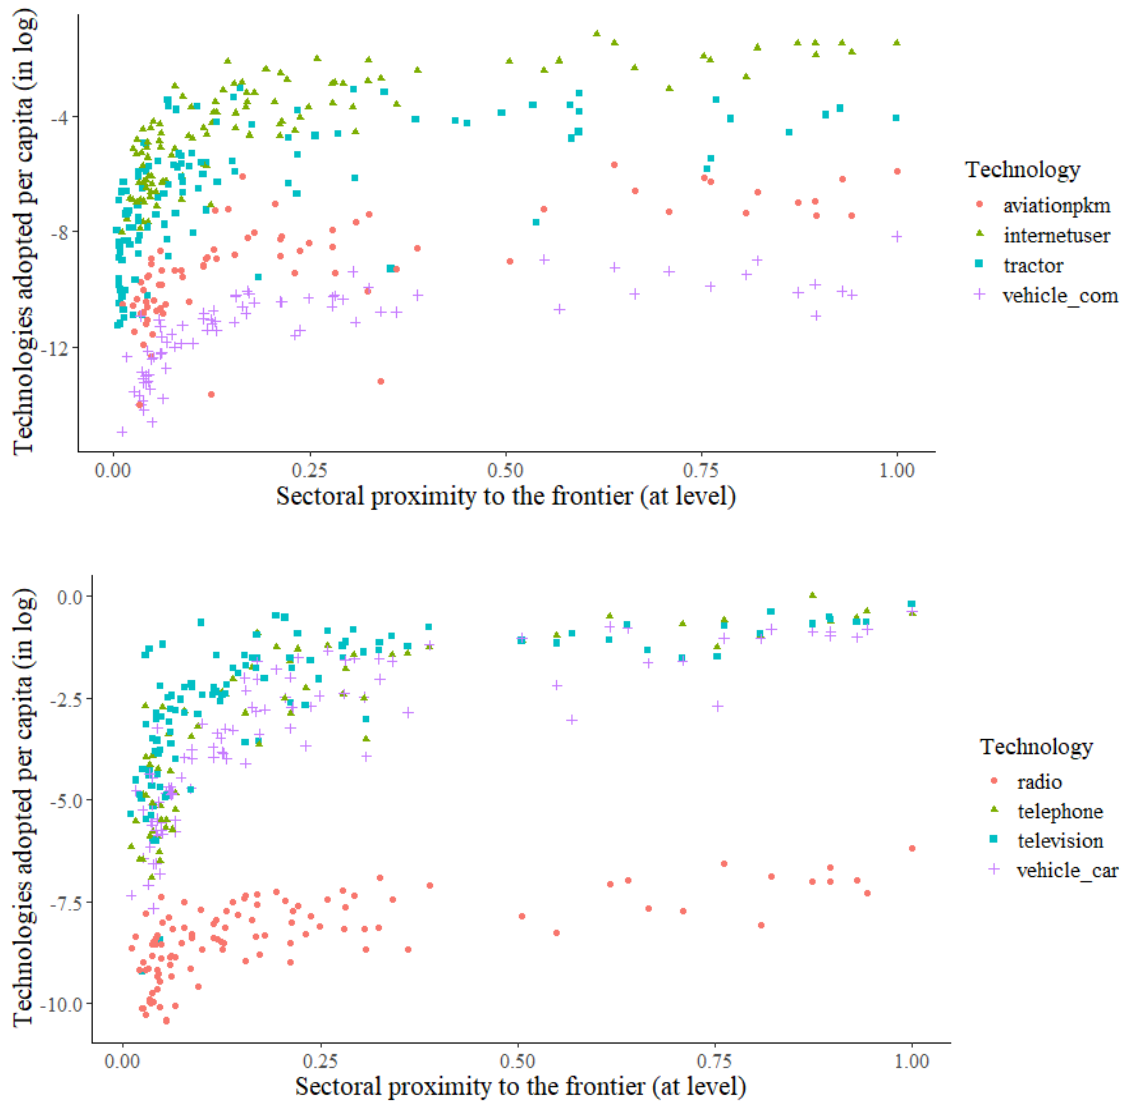 Technologies adopted per capita (in log)
-4
-8
-12
0.00 0.25 0.50 0.75 1.00
Sectoral proximity to the frontier (at level)
Technology
aviationpkm
internetuser
tractor
vehicle_com
Technologies adopted per capita (in log)
0.0
-2.5
-5.0
-7.5
-10.0
0.00 0.25 0.50 0.75 1.00
Sectoral proximity to the frontier (at level)
Technology
radio
telephone
television
vehicle_car